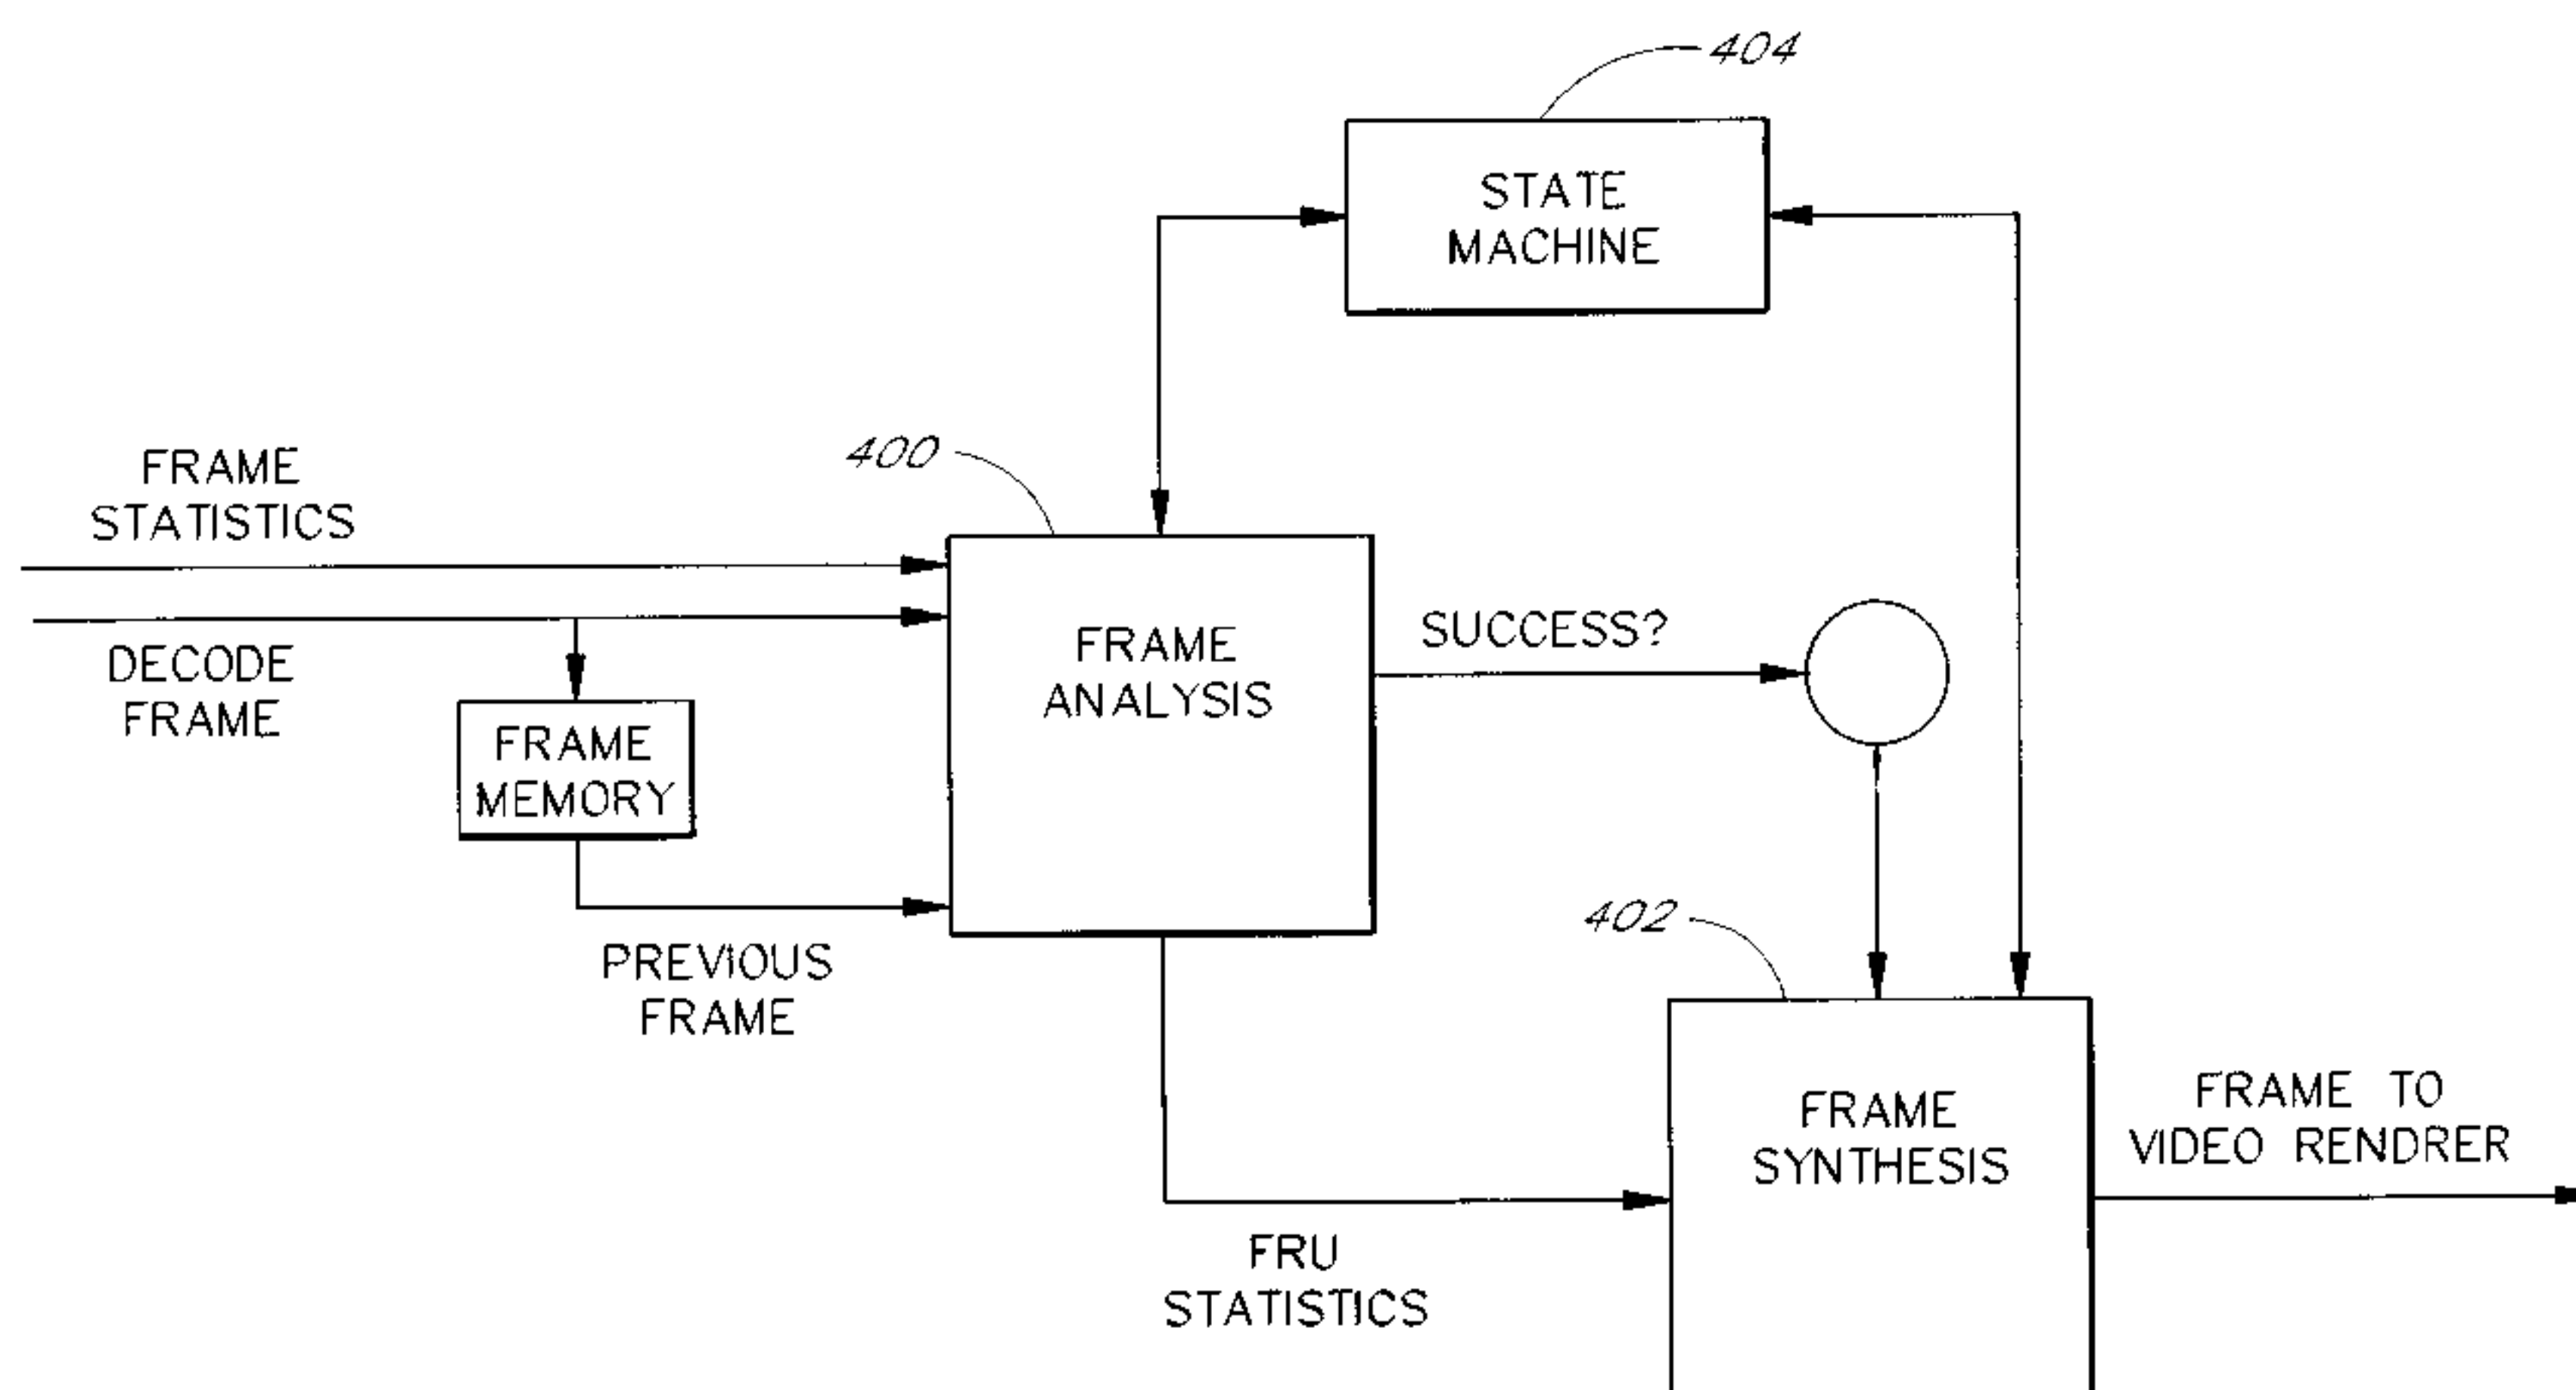 404
STATE
MACHINE
400
FRAME
STATISTICS
DECODE
FRAME
FRAME
MEMORY
PREVIOUS
FRAME
FRAME
ANALYSIS
SUCCESS?
402
FRAME
SYNTHESIS
FRU
STATISTICS
FRAME TO
VIDEO RENDRER